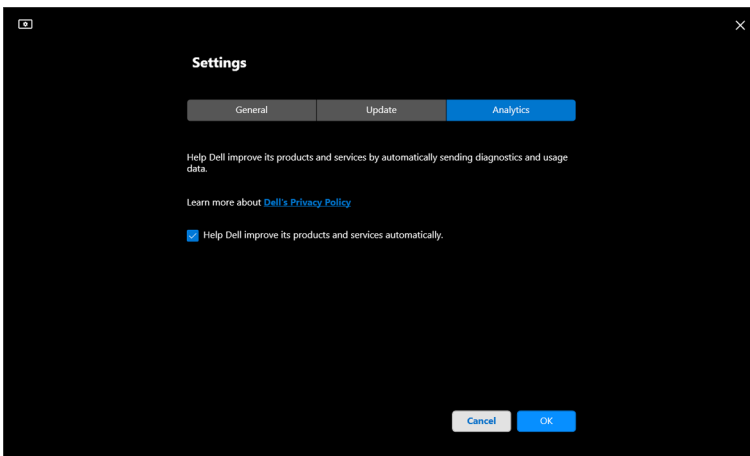 Settings
General
Update
Analytics
Help Dell improve its products and services by automatically sending diagnostics and usage
data.
Learn more about Dell's Privacy Policy
Help Dell improve its products and services automatically.
Cancel
OK